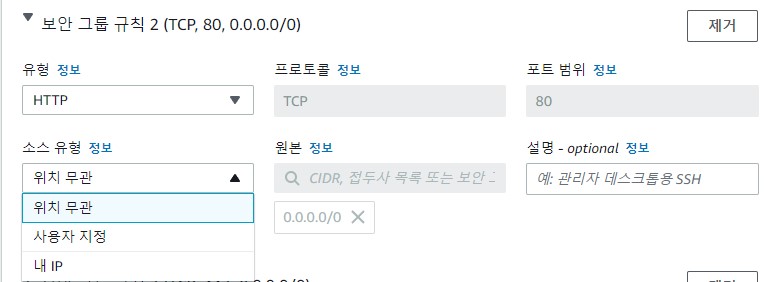 보안 그룹 규칙 2 (TCP, 80, 0.0.0.0/0)
제거
유형 정보
프로토콜 정보
포트 범위 정보
HTTP
TCP
80
소스 유형 정보
원본 정보
설명 - optional 정보
위치 무관
CIDR, 접두사 목록 또는 보안 그
예: 관리자 데스크톱용 SSH
위치 무관
0.0.0.0/0
사용자 지정
내 IP